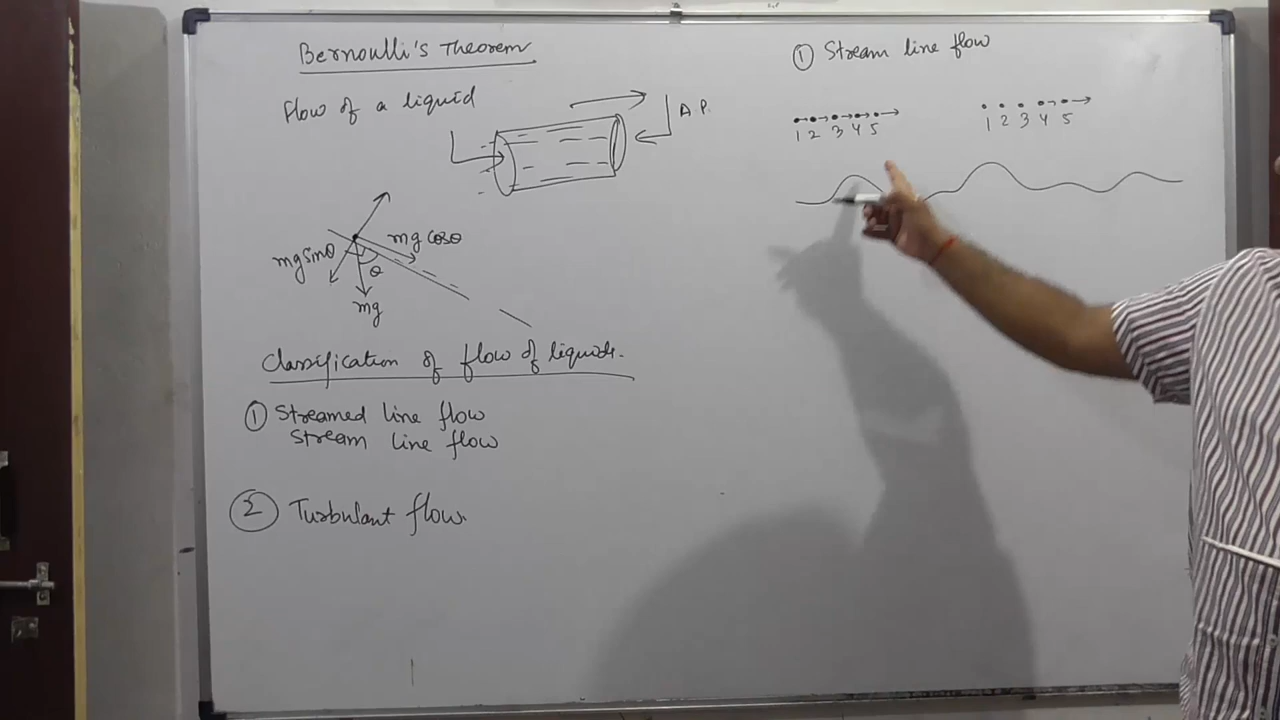 Bernoulli's Theorem
Flow of a liquid
A.P.
mg sinθ
mg cosθ
θ
mg
Classification of flow of liquids.
① Streamed line flow
Stream line flow
② Turbulant flow.
① Stream line flow
1 2 3 4 5
1 2 3 4 5